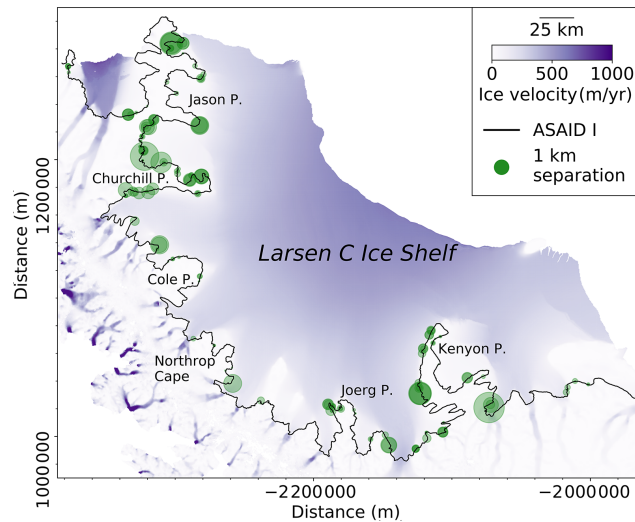 25 km
0 500 1000
Ice velocity (m/yr)
ASAID I
1 km
separation
Jason P.
Churchill P.
Larsen C Ice Shelf
Cole P.
Northrop
Cape
Joerg P.
Kenyon P.
Distance (m)
1200000
1000000
−2200000 −2000000
Distance (m)